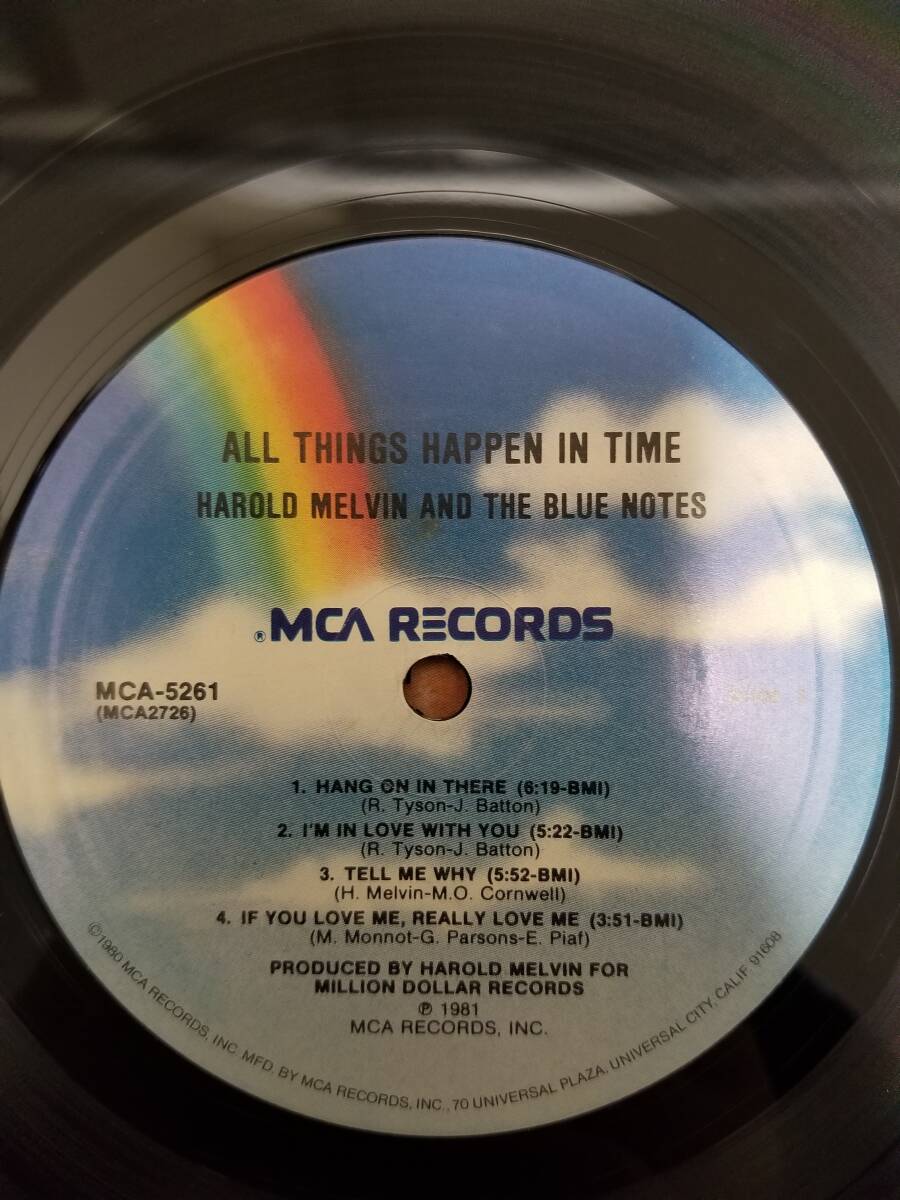 ALL THINGS HAPPEN IN TIME
HAROLD MELVIN AND THE BLUE NOTES
®MCA RECORDS
MCA-5261
(MCA2726)
1. HANG ON IN THERE (6:19-BMI)
(R. Tyson-J. Batton)
2. I'M IN LOVE WITH YOU (5:22-BMI)
(R. Tyson-J. Batton)
3. TELL ME WHY (5:52-BMI)
(H. Melvin-M.O. Cornwell)
4. IF YOU LOVE ME, REALLY LOVE ME (3:51-BMI)
(M. Monnot-G. Parsons-E. Piaf)
PRODUCED BY HAROLD MELVIN FOR
MILLION DOLLAR RECORDS
℗ 1981
MCA RECORDS, INC.
©1980 MCA RECORDS, INC. MFD. BY MCA RECORDS, INC., 70 UNIVERSAL PLAZA, UNIVERSAL CITY, CALIF. 91608